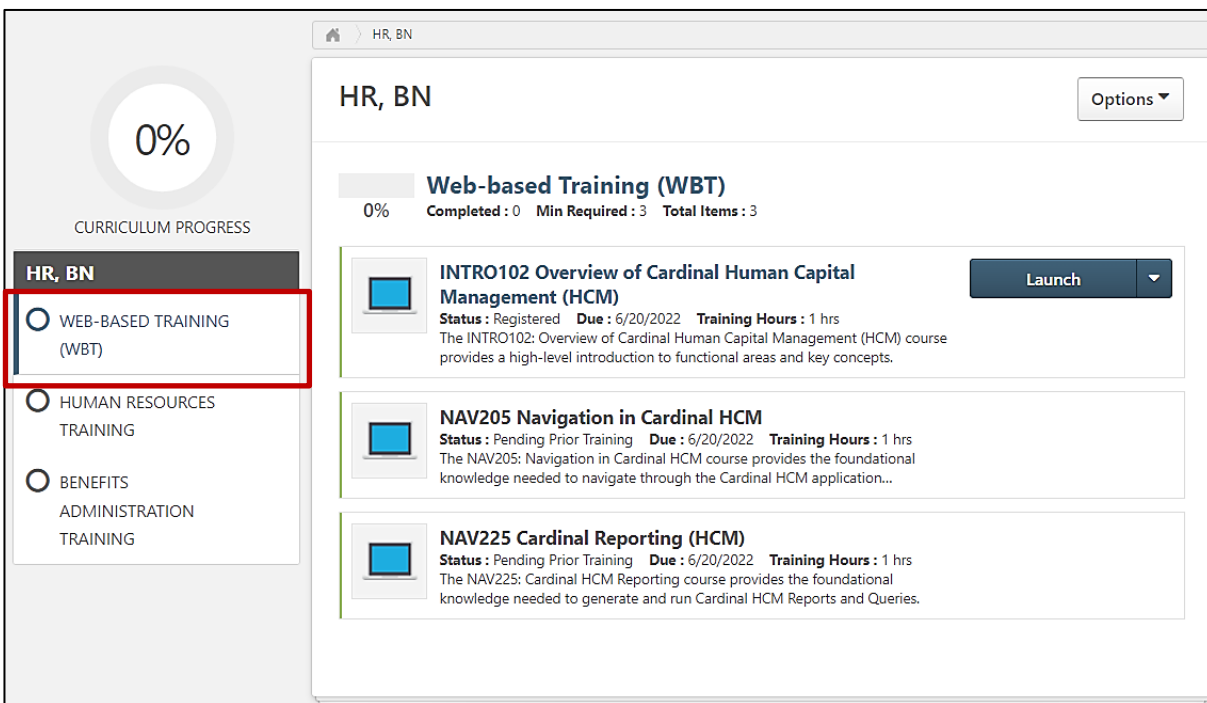 HR, BN
0%
CURRICULUM PROGRESS
HR, BN
WEB-BASED TRAINING
(WBT)
HUMAN RESOURCES
TRAINING
BENEFITS
ADMINISTRATION
TRAINING
HR, BN
Options
Web-based Training (WBT)
0%
Completed : 0 Min Required : 3 Total Items : 3
INTRO102 Overview of Cardinal Human Capital
Management (HCM)
Launch
Status : Registered Due : 6/20/2022 Training Hours : 1 hrs
The INTRO102: Overview of Cardinal Human Capital Management (HCM) course
provides a high-level introduction to functional areas and key concepts.
NAV205 Navigation in Cardinal HCM
Status : Pending Prior Training Due : 6/20/2022 Training Hours : 1 hrs
The NAV205: Navigation in Cardinal HCM course provides the foundational
knowledge needed to navigate through the Cardinal HCM application...
NAV225 Cardinal Reporting (HCM)
Status : Pending Prior Training Due : 6/20/2022 Training Hours : 1 hrs
The NAV225: Cardinal HCM Reporting course provides the foundational
knowledge needed to generate and run Cardinal HCM Reports and Queries.